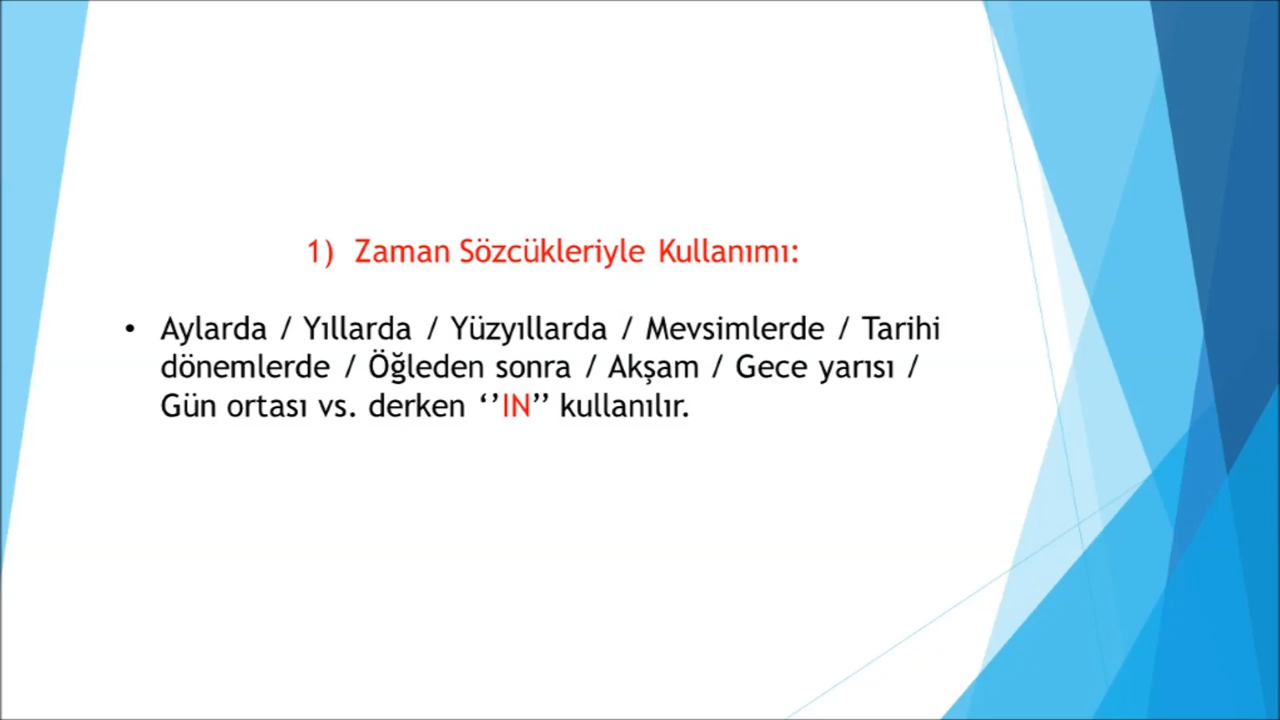 1) Zaman Sözcükleriyle Kullanımı:
• Aylarda / Yıllarda / Yüzyıllarda / Mevsimlerde / Tarihi
dönemlerde / Öğleden sonra / Akşam / Gece yarısı /
Gün ortası vs. derken ‘’IN’’ kullanılır.